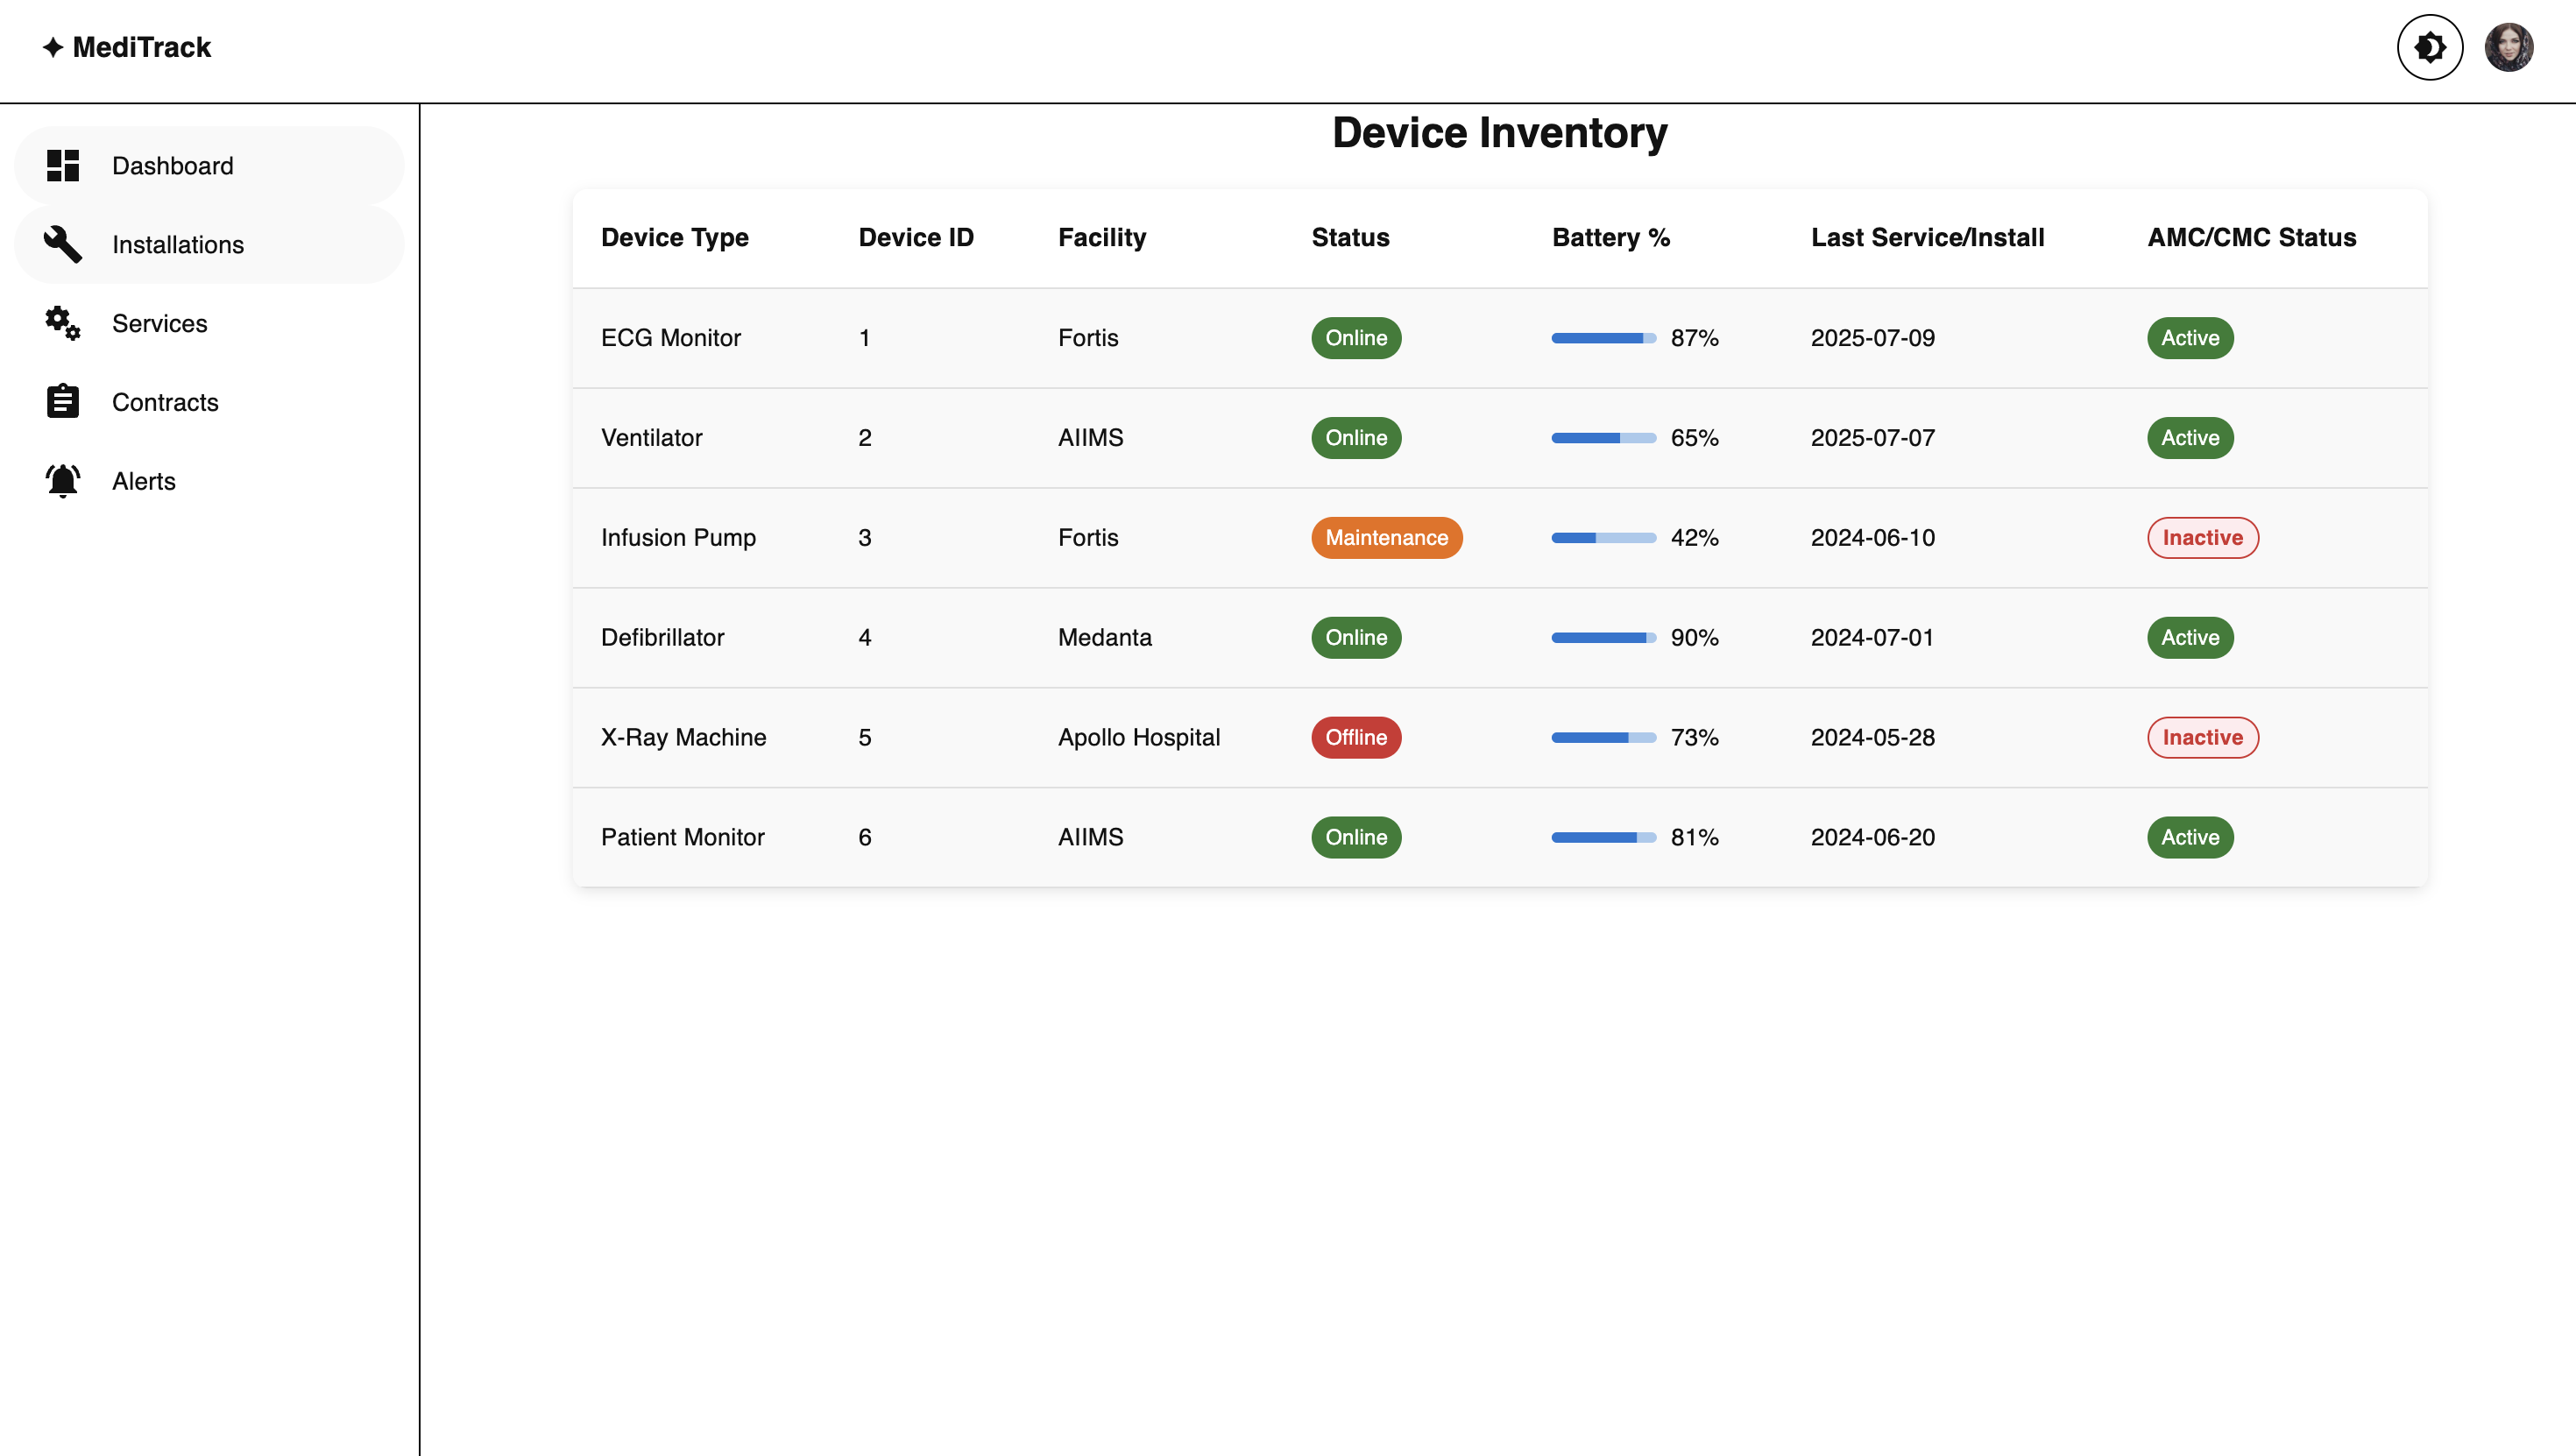 ✦ MediTrack
Dashboard
Installations
Services
Contracts
Alerts
Device Inventory
Device Type Device ID Facility Status Battery % Last Service/Install AMC/CMC Status
ECG Monitor 1 Fortis Online 87% 2025-07-09 Active
Ventilator 2 AIIMS Online 65% 2025-07-07 Active
Infusion Pump 3 Fortis Maintenance 42% 2024-06-10 Inactive
Defibrillator 4 Medanta Online 90% 2024-07-01 Active
X-Ray Machine 5 Apollo Hospital Offline 73% 2024-05-28 Inactive
Patient Monitor 6 AIIMS Online 81% 2024-06-20 Active